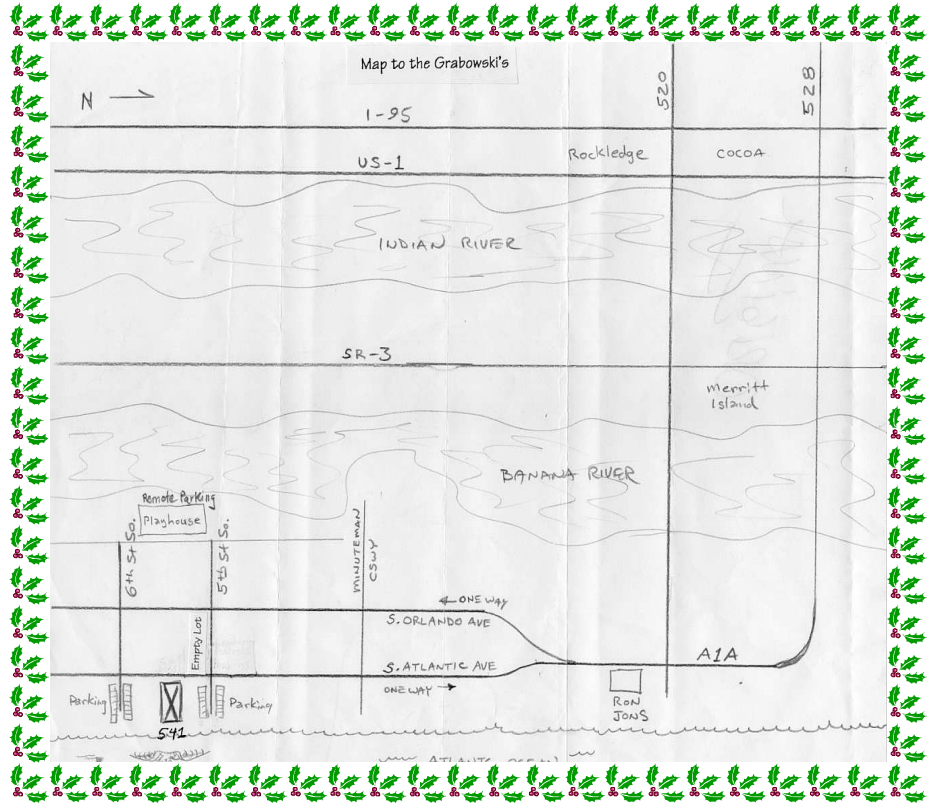 Map to the Grabowski's
520
528
N
I-95
Rockledge
COCOA
US-1
INDIAN RIVER
SR-3
Merritt
Island
BANANA RIVER
Remote Parking
Playhouse
6th St So.
5th St So.
MINUTEMAN
CSWY
ONE WAY
S. ORLANDO AVE
Empty Lot
A1A
S. ATLANTIC AVE
ONE WAY
Parking
Parking
RON
JONS
541
ATLANTIC OCEAN